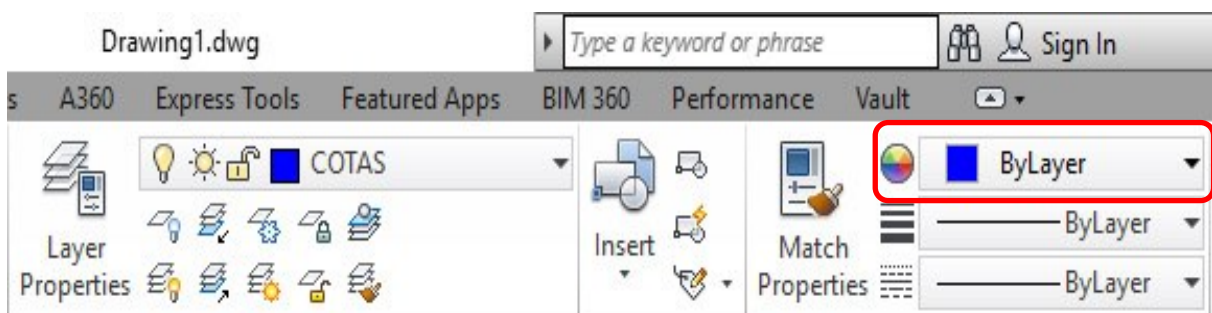 Drawing1.dwg
Type a keyword or phrase
Sign In
s
A360
Express Tools
Featured Apps
BIM 360
Performance
Vault
COTAS
ByLayer
Layer
Properties
Insert
Match
Properties
ByLayer
ByLayer